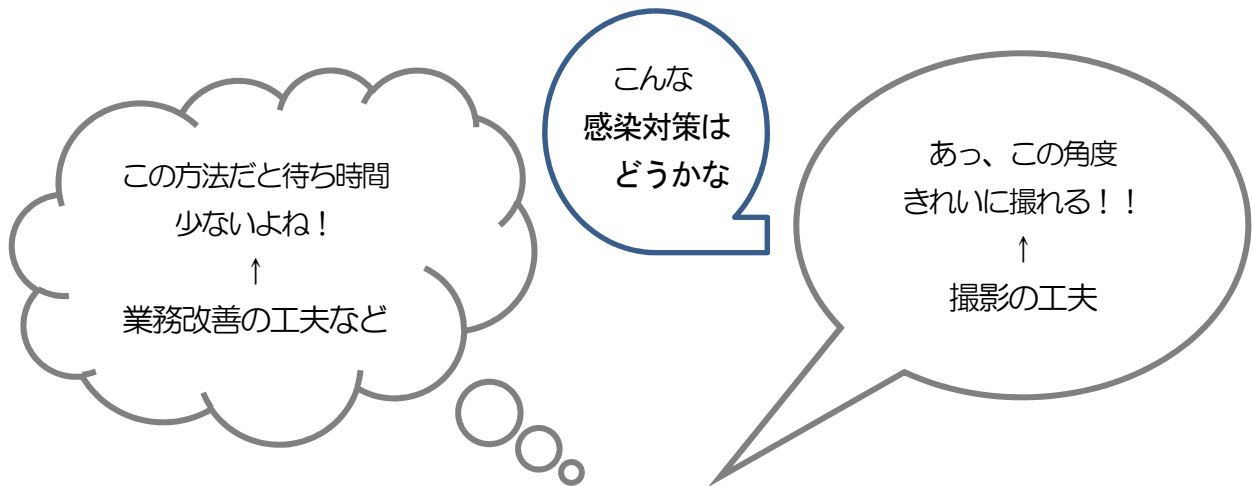 この方法だと待ち時間
少ないよね！
↑
業務改善の工夫など
こんな
感染対策は
どうかな
あっ、この角度
きれいに撮れる！！
↑
撮影の工夫